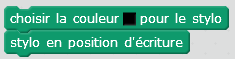 choisir la couleur pour le stylo
stylo en position d'écriture